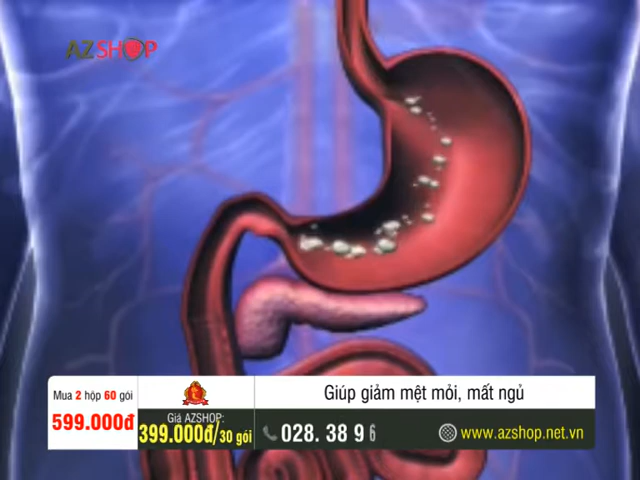 AZSHOP
Mua 2 hộp 60 gói
599.000đ
Giá AZSHOP:
399.000đ/30 gói
Giúp giảm mệt mỏi, mất ngủ
028. 38 9 6
www.azshop.net.vn